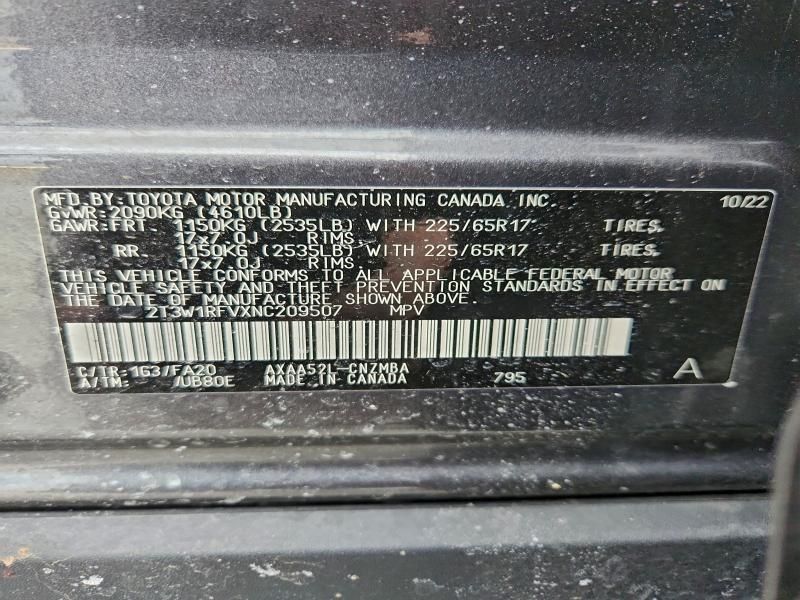 MFD.BY:TOYOTA MOTOR MANUFACTURING CANADA INC. 10/22
GVWR:2090KG (4610LB)
GAWR:FRT. 1150KG (2535LB) WITH 225/65R17 TIRES.
17x7.0J RIMS
RR. 1150KG (2535LB) WITH 225/65R17 TIRES.
17x7.0J RIMS
THIS VEHICLE CONFORMS TO ALL APPLICABLE FEDERAL MOTOR
VEHICLE SAFETY AND THEFT PREVENTION STANDARDS IN EFFECT ON
THE DATE OF MANUFACTURE SHOWN ABOVE.
2T3W1RFVXNC209507 MPV
C/TR:1G3/FA20 AXAA52L-CNZMBA A
A/TM: /UB80E MADE IN CANADA 795